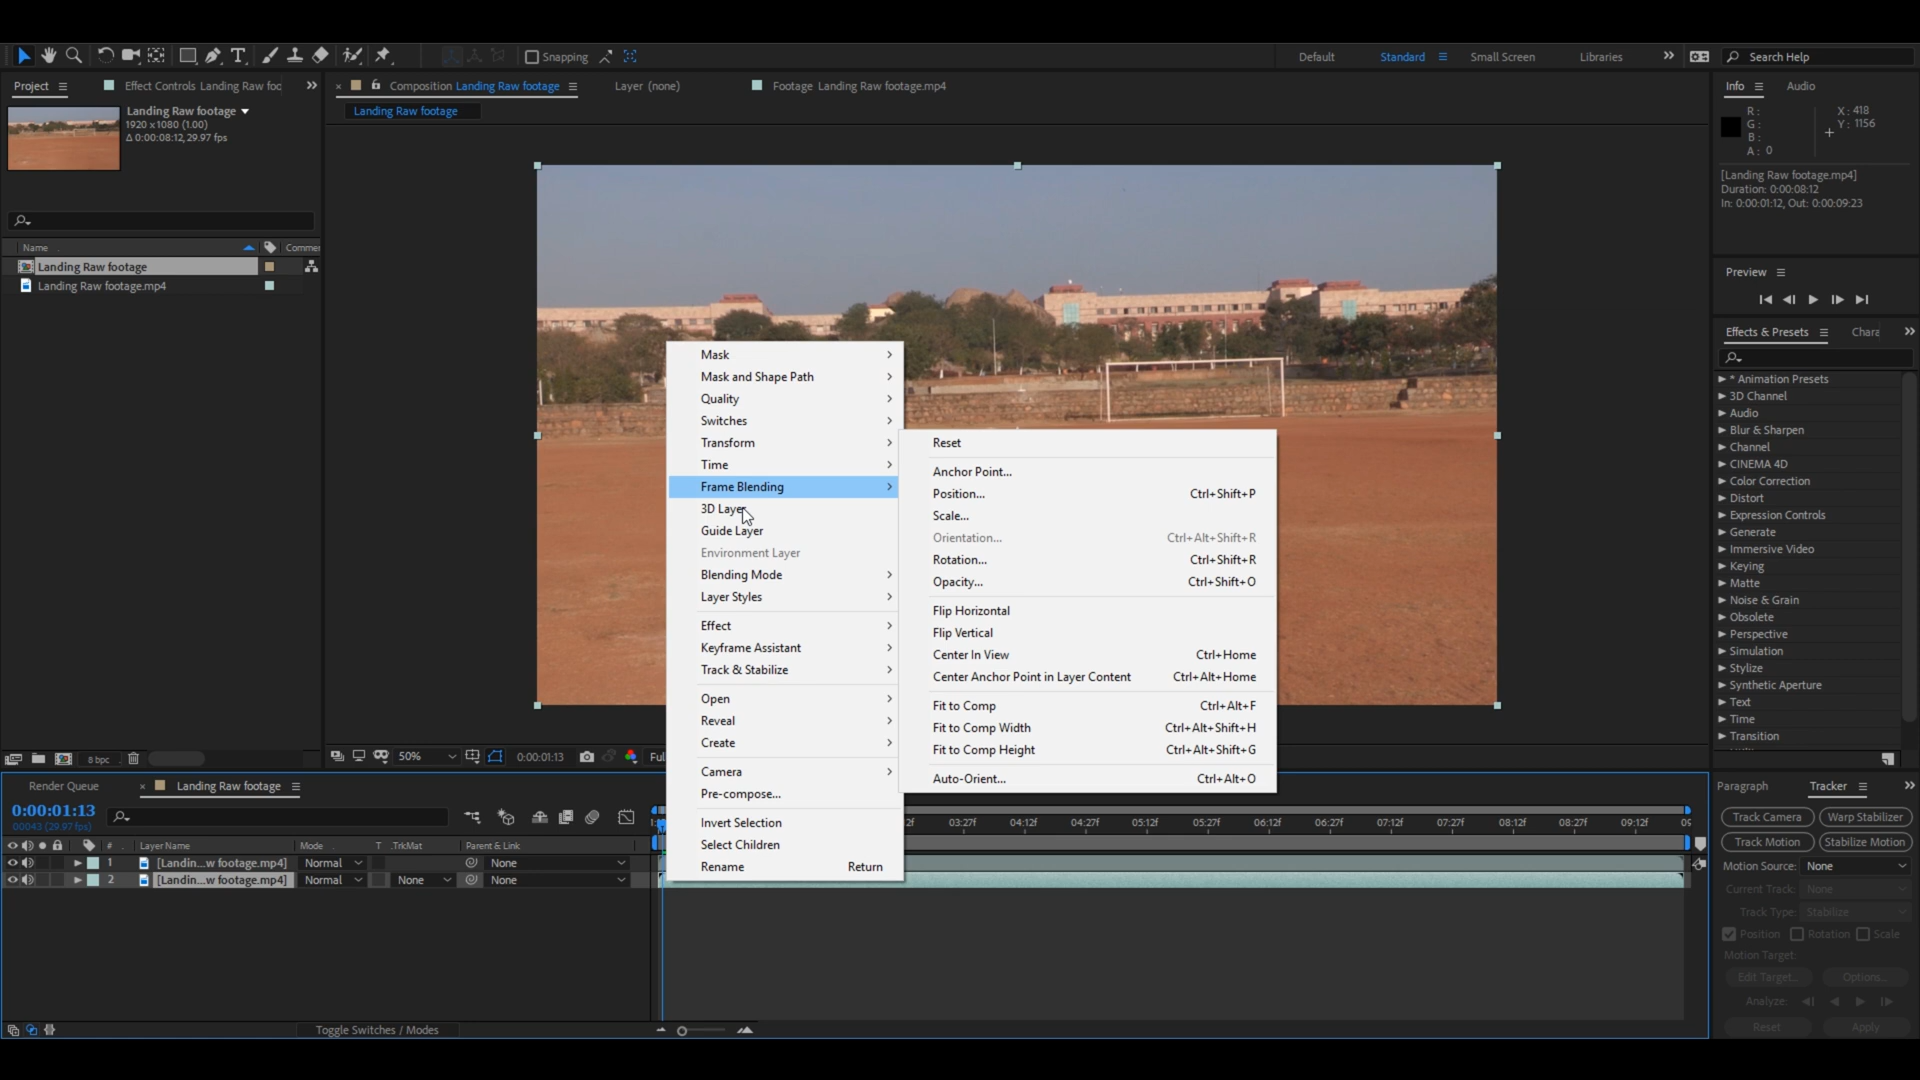 Snapping
Default
Standard
Small Screen
Libraries
Search Help
Project
Effect Controls Landing Raw foo
Composition Landing Raw footage
Layer (none)
Footage Landing Raw footage.mp4
Info
Audio
Landing Raw footage
1920 x 1080 (1.00)
Δ 0:00:08:12, 29.97 fps
Landing Raw footage
R:
G:
B:
A: 0
X: 418
Y: 1156
[Landing Raw footage.mp4]
Duration: 0:00:08:12
In: 0:00:01:12, Out: 0:00:09:23
Name
Comme
Landing Raw footage
Landing Raw footage.mp4
Preview
Effects & Presets
Chara
* Animation Presets
3D Channel
Audio
Blur & Sharpen
Channel
CINEMA 4D
Color Correction
Distort
Expression Controls
Generate
Immersive Video
Keying
Matte
Noise & Grain
Obsolete
Perspective
Simulation
Stylize
Synthetic Aperture
Text
Time
Transition
Mask
Mask and Shape Path
Quality
Switches
Transform
Time
Frame Blending
3D Layer
Guide Layer
Environment Layer
Blending Mode
Layer Styles
Effect
Keyframe Assistant
Track & Stabilize
Open
Reveal
Create
Camera
Pre-compose...
Invert Selection
Select Children
Rename Return
Reset
Anchor Point...
Position... Ctrl+Shift+P
Scale...
Orientation... Ctrl+Alt+Shift+R
Rotation... Ctrl+Shift+R
Opacity... Ctrl+Shift+O
Flip Horizontal
Flip Vertical
Center In View Ctrl+Home
Center Anchor Point in Layer Content Ctrl+Alt+Home
Fit to Comp Ctrl+Alt+F
Fit to Comp Width Ctrl+Alt+Shift+H
Fit to Comp Height Ctrl+Alt+Shift+G
Auto-Orient... Ctrl+Alt+O
8 bpc
50%
0:00:01:13
Ful
Render Queue
Landing Raw footage
0:00:01:13
00043 (29.97 fps)
2f 03:27f 04:12f 04:27f 05:12f 05:27f 06:12f 06:27f 07:12f 07:27f 08:12f 08:27f 09:12f 09
# Layer Name Mode T .TrkMat Parent & Link
1 [Landin...w footage.mp4] Normal None
2 [Landin...w footage.mp4] Normal None None
Toggle Switches / Modes
Paragraph
Tracker
Track Camera
Warp Stabilizer
Track Motion
Stabilize Motion
Motion Source: None
Current Track: None
Track Type: Stabilize
Position Rotation Scale
Motion Target:
Edit Target... Options...
Analyze:
Reset Apply